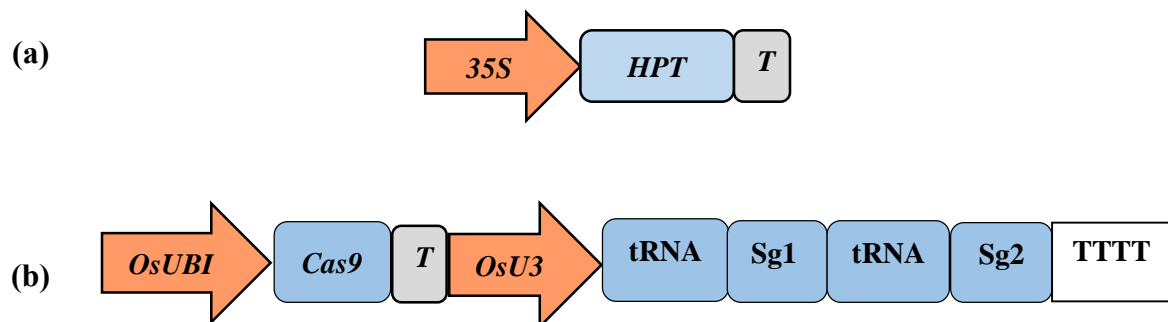 (a)
35S HPT T
(b)
OsUBI Cas9 T OsU3 tRNA Sg1 tRNA Sg2 TTTT